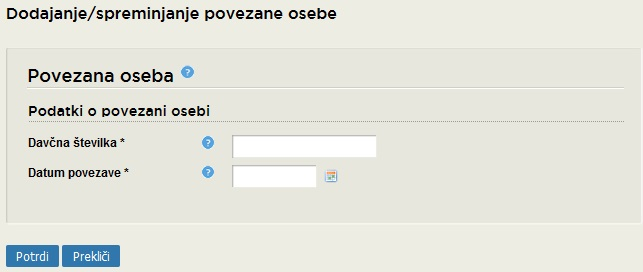 Dodajanje/spreminjanje povezane osebe
Povezana oseba
Podatki o povezani osebi
Davčna številka *
Datum povezave *
Potrdi Prekliči